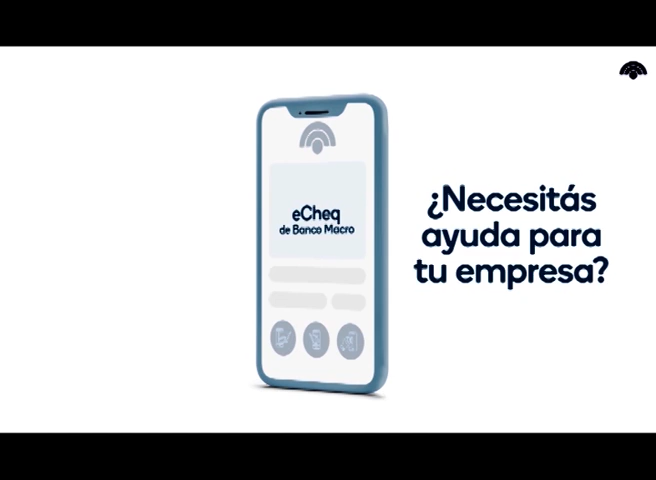 eCheq
de Banco Macro
¿Necesitás
ayuda para
tu empresa?